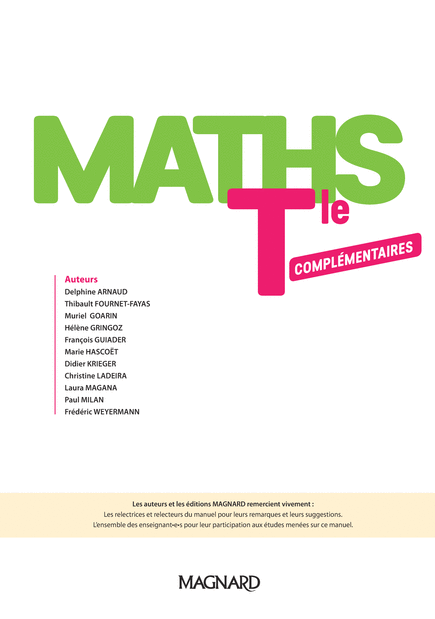 MATHS
Tle
COMPLÉMENTAIRES
Auteurs
Delphine ARNAUD
Thibault FOURNET-FAYAS
Muriel GOARIN
Hélène GRINGOZ
François GUIADER
Marie HASCOËT
Didier KRIEGER
Christine LADEIRA
Laura MAGANA
Paul MILAN
Frédéric WEYERMANN
Les auteurs et les éditions MAGNARD remercient vivement :
Les relectrices et relecteurs du manuel pour leurs remarques et leurs suggestions.
L'ensemble des enseignant•e•s pour leur participation aux études menées sur ce manuel.
MAGNARD